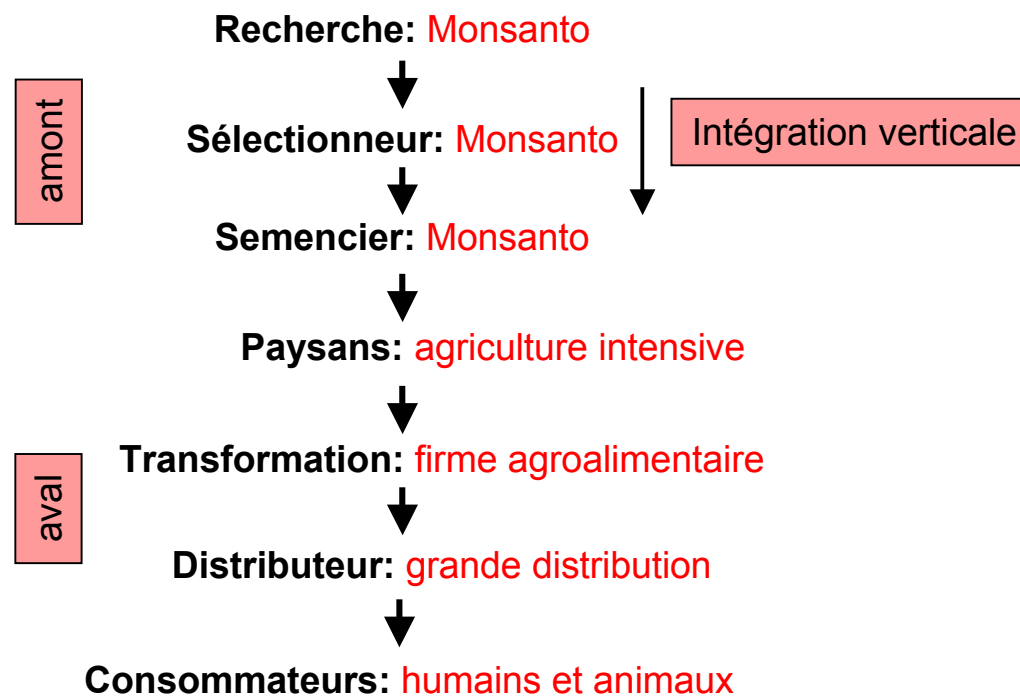 Recherche: Monsanto
amont
Sélectionneur: Monsanto
Intégration verticale
Semencier: Monsanto
Paysans: agriculture intensive
Transformation: firme agroalimentaire
aval
Distributeur: grande distribution
Consommateurs: humains et animaux